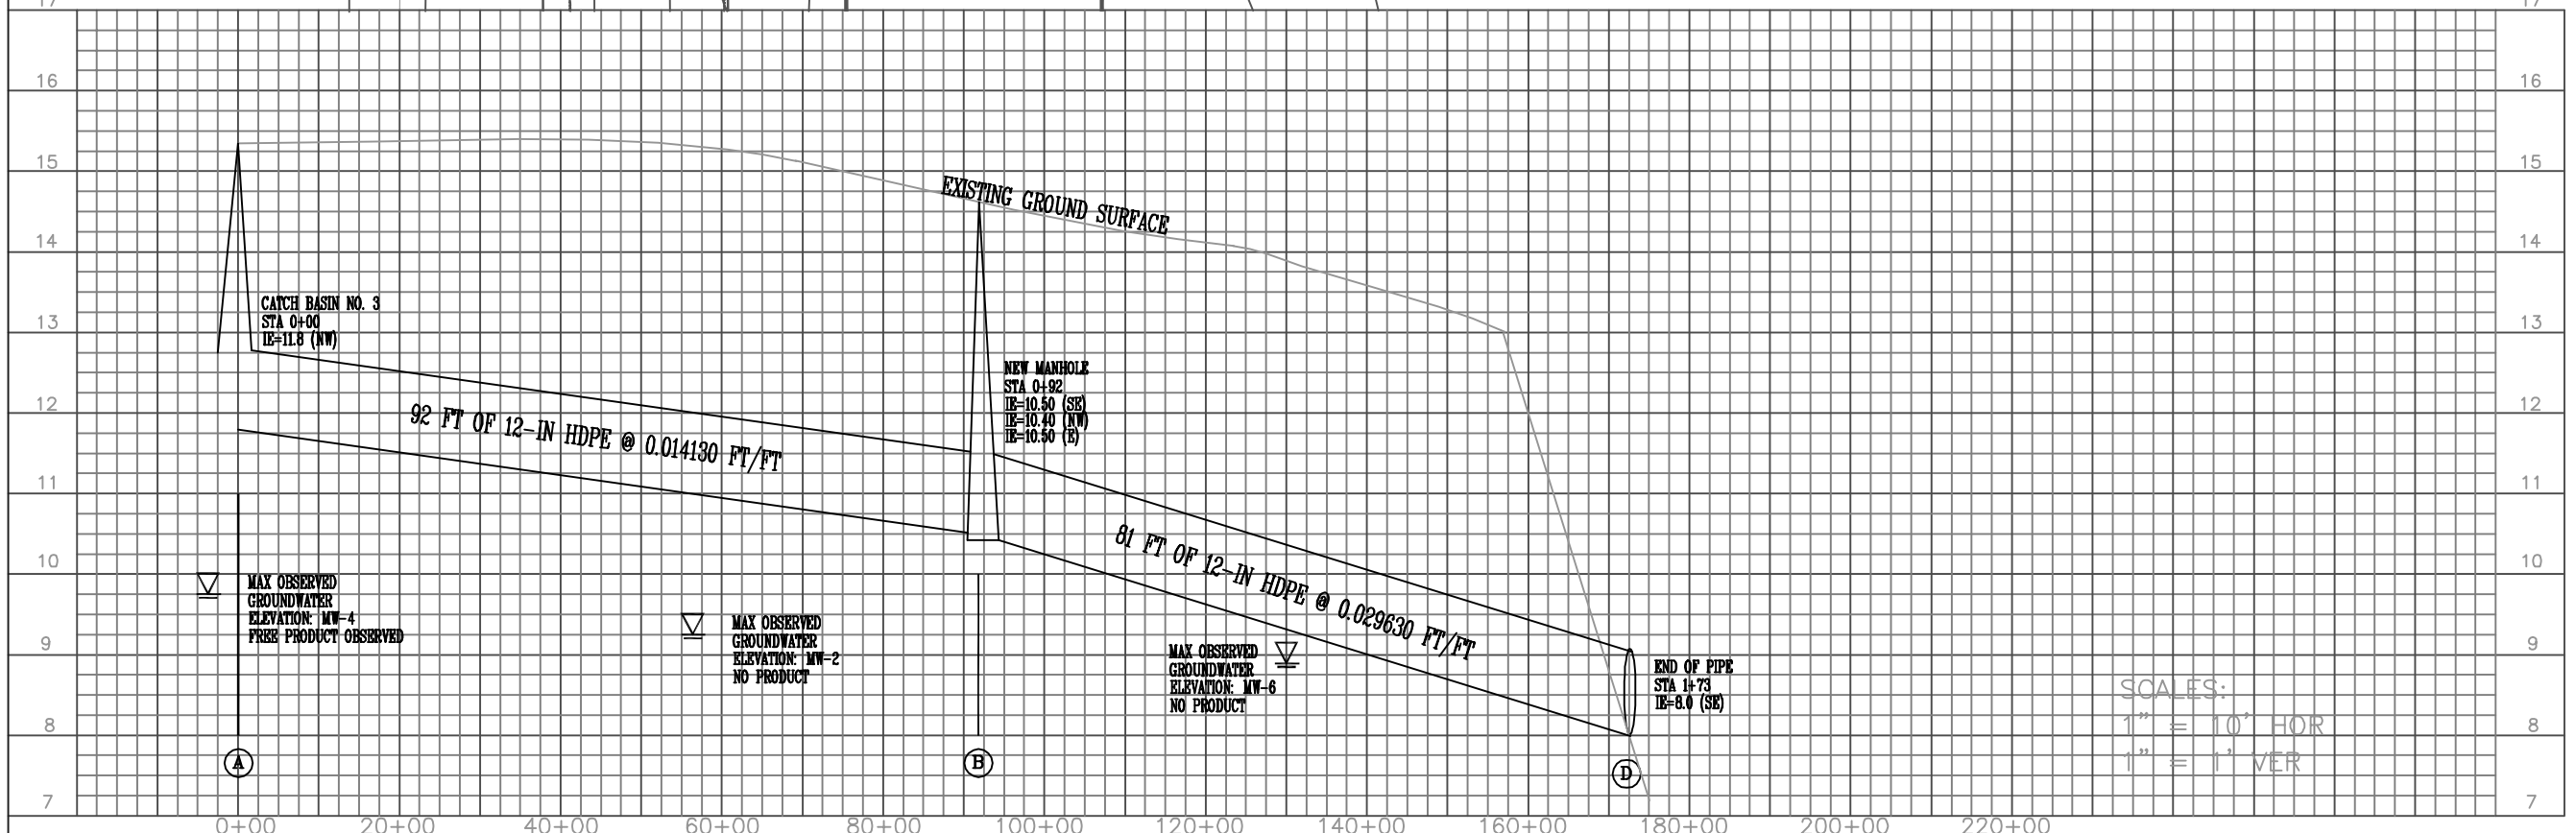 17
17
16
16
15
15
EXISTING GROUND SURFACE
14
14
CATCH BASIN NO. 3
STA 0+00
IE=11.8 (NW)
13
13
NEW MANHOLE
STA 0+92
IE=10.50 (SE)
IE=10.40 (NW)
IE=10.50 (E)
12
12
92 FT OF 12-IN HDPE @ 0.014130 FT/FT
11
11
81 FT OF 12-IN HDPE @ 0.029630 FT/FT
10
10
MAX OBSERVED
GROUNDWATER
ELEVATION: MW-4
FREE PRODUCT OBSERVED
MAX OBSERVED
GROUNDWATER
ELEVATION: MW-2
NO PRODUCT
MAX OBSERVED
GROUNDWATER
ELEVATION: MW-6
NO PRODUCT
9
9
END OF PIPE
STA 1+73
IE=8.0 (SE)
SCALES:
1" = 10' HOR
1" = 1' VER
8
8
A
B
D
7
7
0+00 20+00 40+00 60+00 80+00 100+00 120+00 140+00 160+00 180+00 200+00 220+00